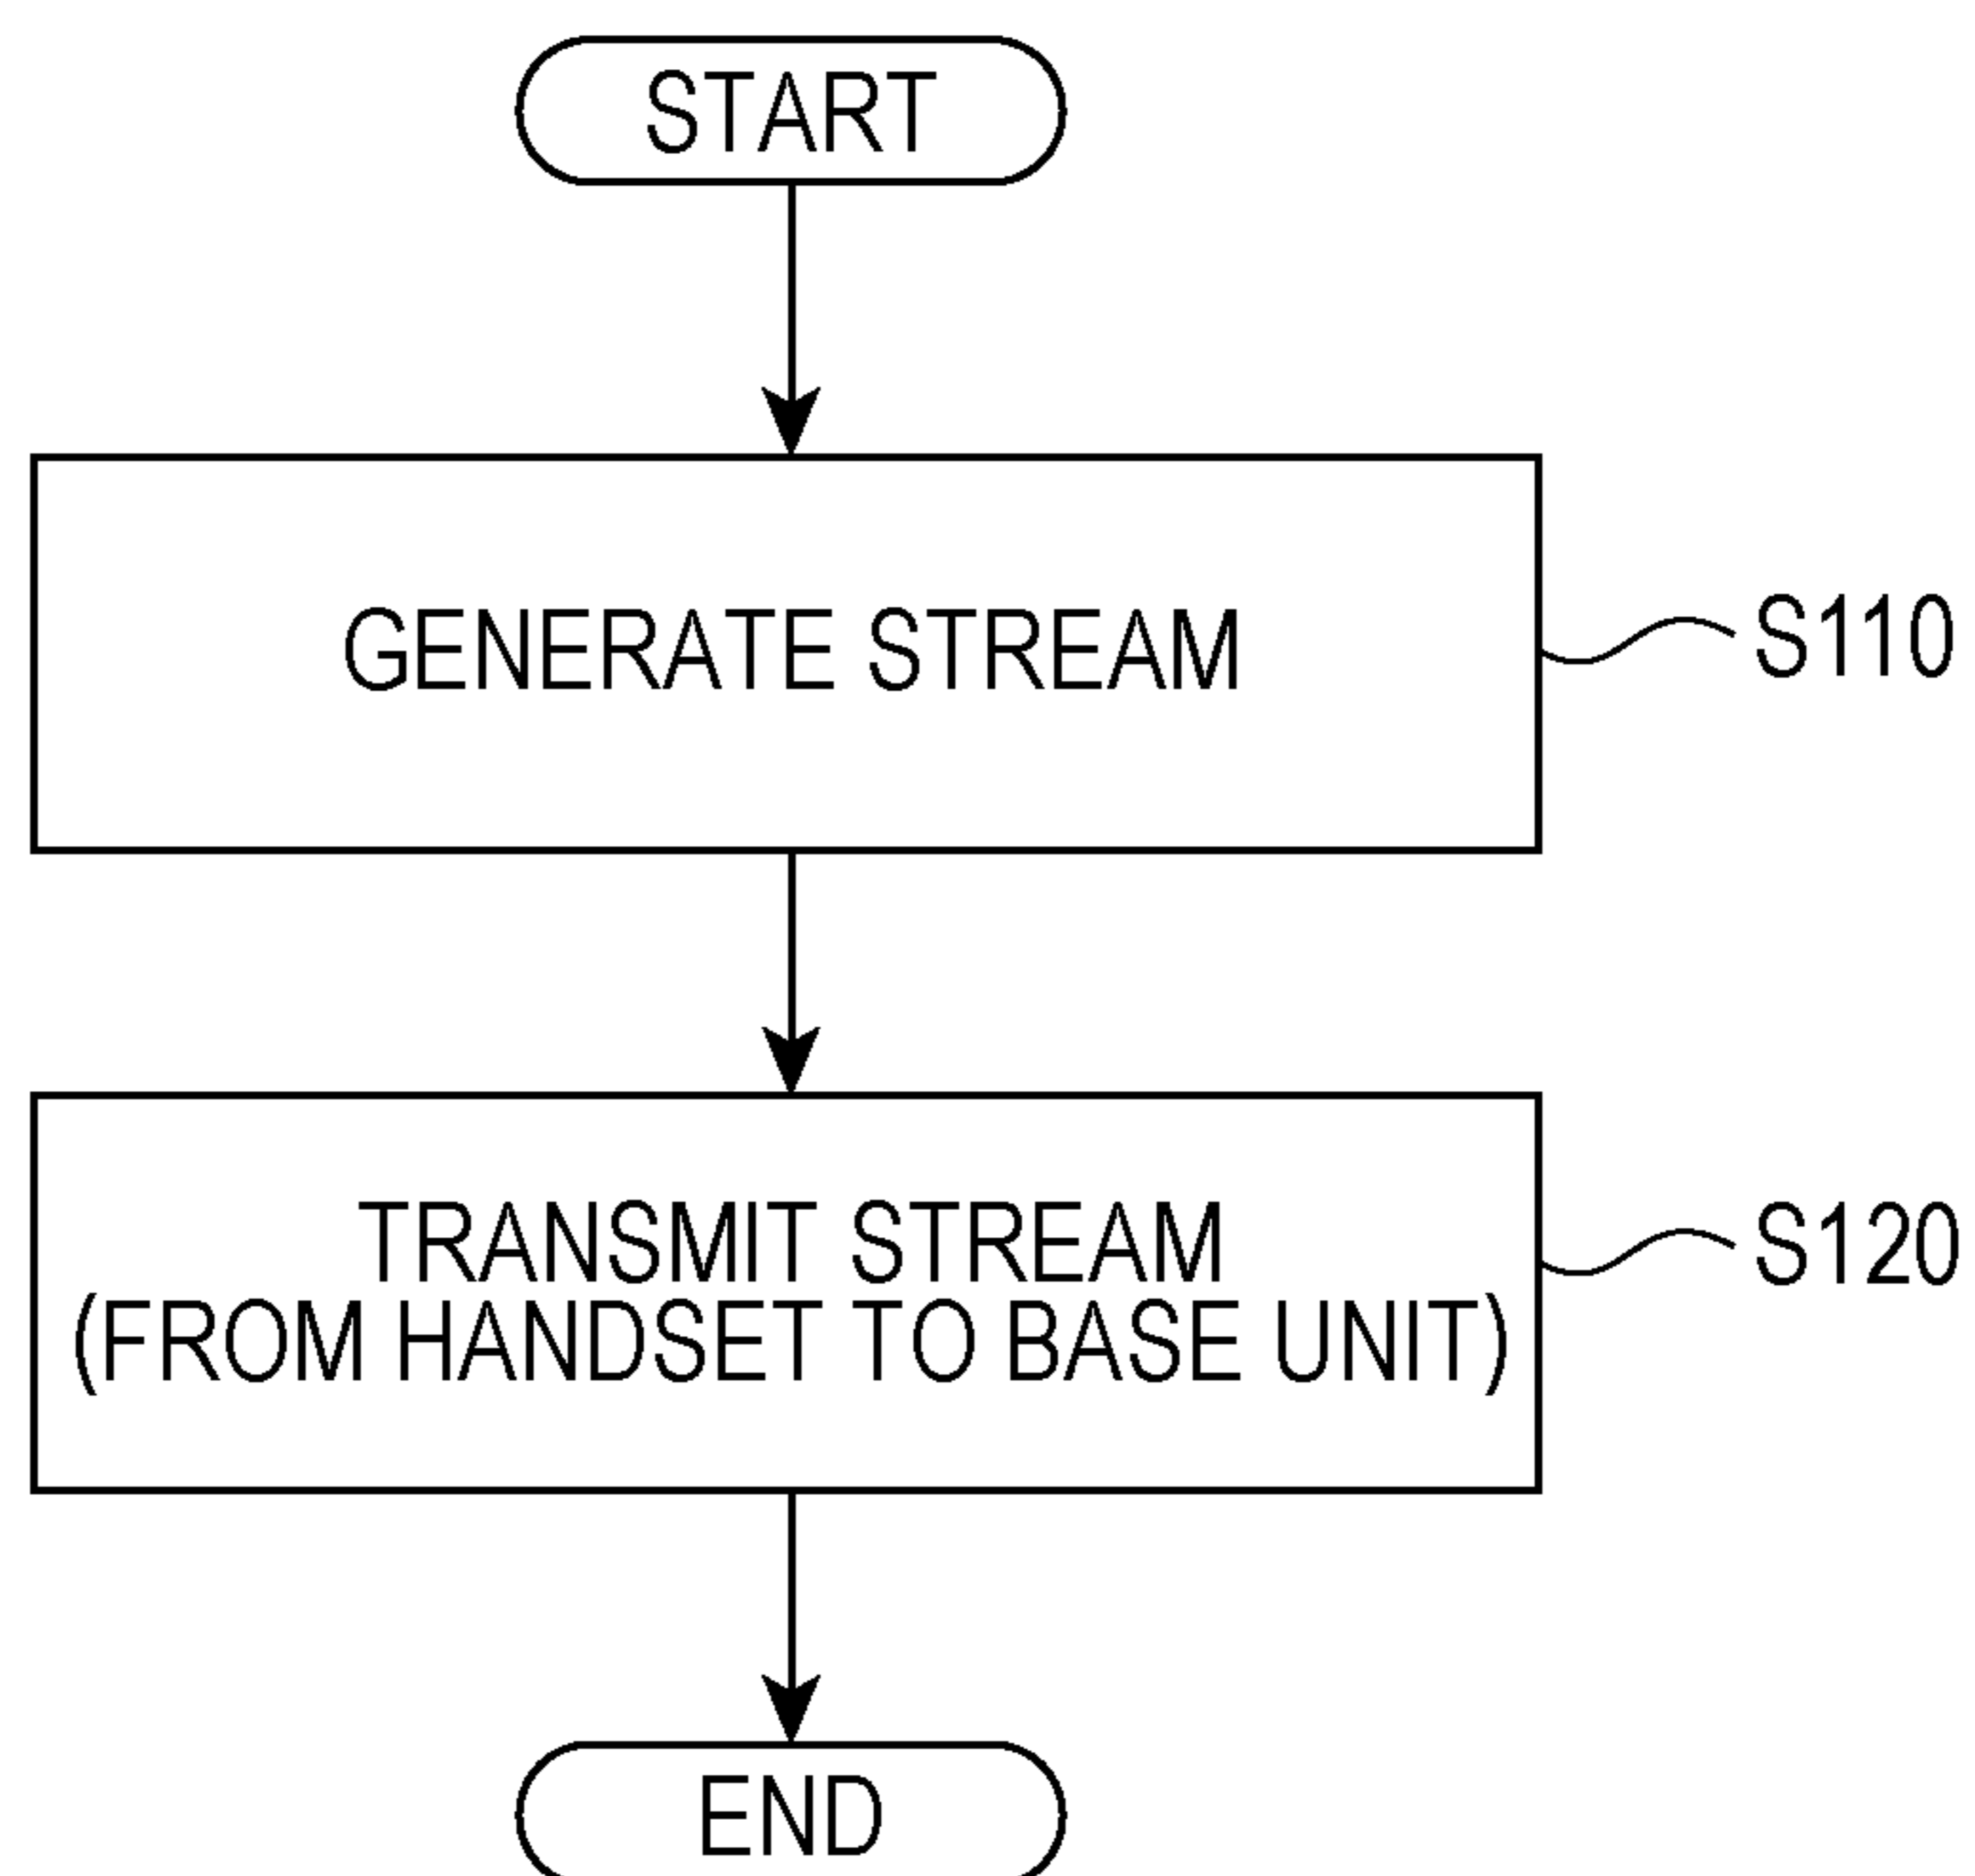 START
GENERATE STREAM
S110
TRANSMIT STREAM
(FROM HANDSET TO BASE UNIT)
S120
END